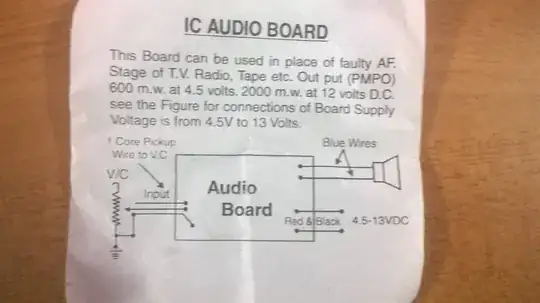 IC AUDIO BOARD
This Board can be used in place of faulty AF.
Stage of T.V. Radio, Tape etc. Out put (PMPO)
600 m.w. at 4.5 volts. 2000 m.w. at 12 volts D.C.
see the Figure for connections of Board Supply
Voltage is from 4.5V to 13 Volts.
1 Core Pickup
Wire to V.C
Blue Wires
V/C
Input
Audio
Board
Red & Black 4.5-13VDC